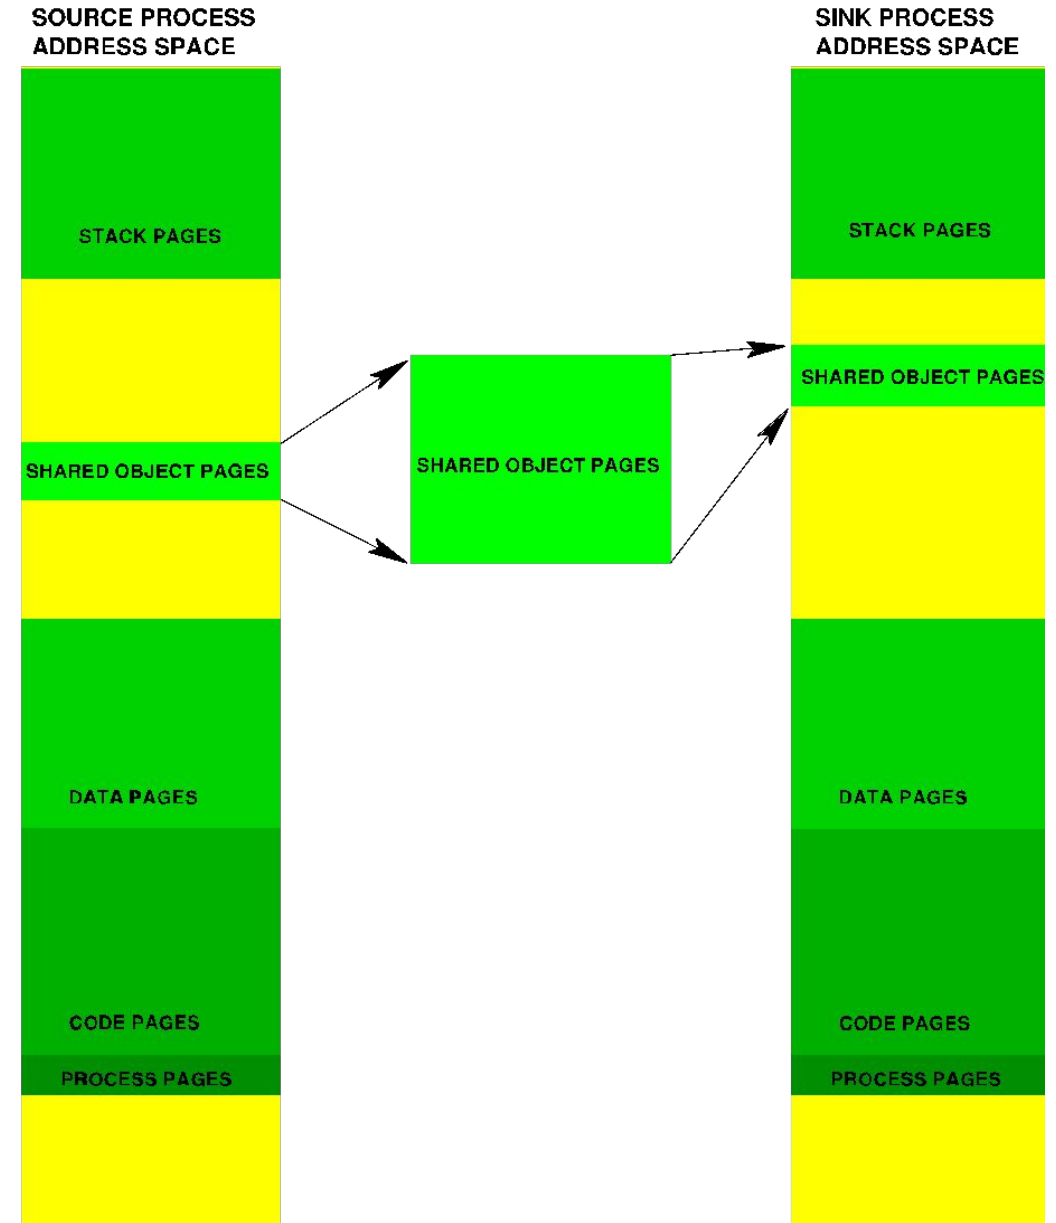 SOURCE PROCESS
ADDRESS SPACE
STACK PAGES
SHARED OBJECT PAGES
DATA PAGES
CODE PAGES
PROCESS PAGES
SHARED OBJECT PAGES
SINK PROCESS
ADDRESS SPACE
STACK PAGES
SHARED OBJECT PAGES
DATA PAGES
CODE PAGES
PROCESS PAGES